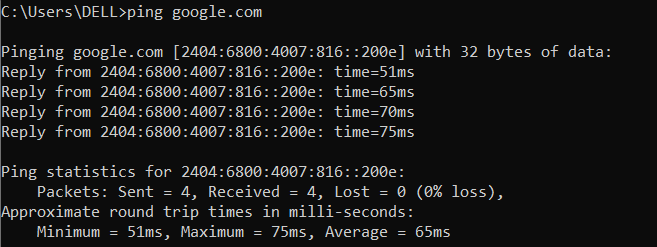 C:\Users\DELL>ping google.com
Pinging google.com [2404:6800:4007:816::200e] with 32 bytes of data:
Reply from 2404:6800:4007:816::200e: time=51ms
Reply from 2404:6800:4007:816::200e: time=65ms
Reply from 2404:6800:4007:816::200e: time=70ms
Reply from 2404:6800:4007:816::200e: time=75ms
Ping statistics for 2404:6800:4007:816::200e:
    Packets: Sent = 4, Received = 4, Lost = 0 (0% loss),
Approximate round trip times in milli-seconds:
    Minimum = 51ms, Maximum = 75ms, Average = 65ms